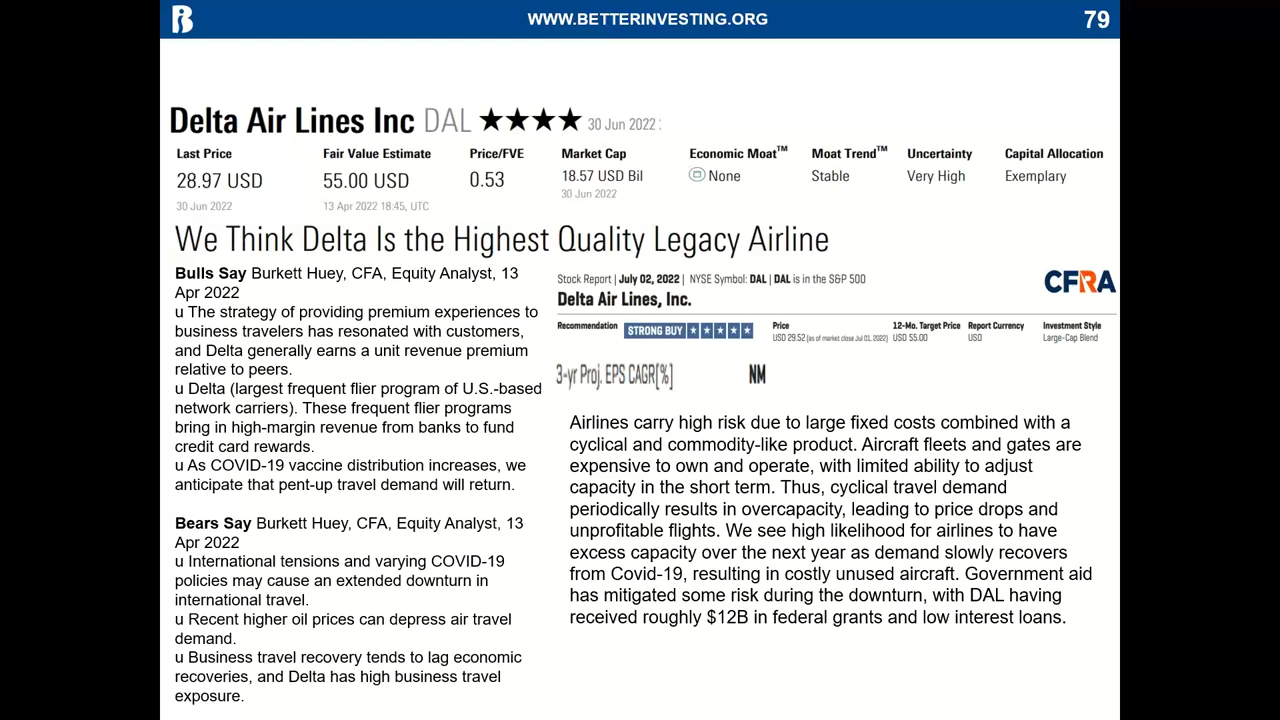 WWW.BETTERINVESTING.ORG
79
Delta Air Lines Inc DAL ★★★★ 30 Jun 2022
Last Price Fair Value Estimate Price/FVE Market Cap Economic Moat™ Moat Trend™ Uncertainty Capital Allocation
28.97 USD 55.00 USD 0.53 18.57 USD Bil None Stable Very High Exemplary
30 Jun 2022 13 Apr 2022 18:45, UTC 30 Jun 2022
We Think Delta Is the Highest Quality Legacy Airline
Bulls Say Burkett Huey, CFA, Equity Analyst, 13
Apr 2022
u The strategy of providing premium experiences to
business travelers has resonated with customers,
and Delta generally earns a unit revenue premium
relative to peers.
u Delta (largest frequent flier program of U.S.-based
network carriers). These frequent flier programs
bring in high-margin revenue from banks to fund
credit card rewards.
u As COVID-19 vaccine distribution increases, we
anticipate that pent-up travel demand will return.
Bears Say Burkett Huey, CFA, Equity Analyst, 13
Apr 2022
u International tensions and varying COVID-19
policies may cause an extended downturn in
international travel.
u Recent higher oil prices can depress air travel
demand.
u Business travel recovery tends to lag economic
recoveries, and Delta has high business travel
exposure.
Stock Report | July 02, 2022 | NYSE Symbol: DAL | DAL is in the S&P 500
CFRA
Delta Air Lines, Inc.
Recommendation STRONG BUY ★★★★★ Price 12-Mo. Target Price Report Currency Investment Style
USD 29.52 (as of market close Jul 01, 2022) USD 55.00 USD Large-Cap Blend
3-yr Proj. EPS CAGR[%] NM
Airlines carry high risk due to large fixed costs combined with a
cyclical and commodity-like product. Aircraft fleets and gates are
expensive to own and operate, with limited ability to adjust
capacity in the short term. Thus, cyclical travel demand
periodically results in overcapacity, leading to price drops and
unprofitable flights. We see high likelihood for airlines to have
excess capacity over the next year as demand slowly recovers
from Covid-19, resulting in costly unused aircraft. Government aid
has mitigated some risk during the downturn, with DAL having
received roughly $12B in federal grants and low interest loans.